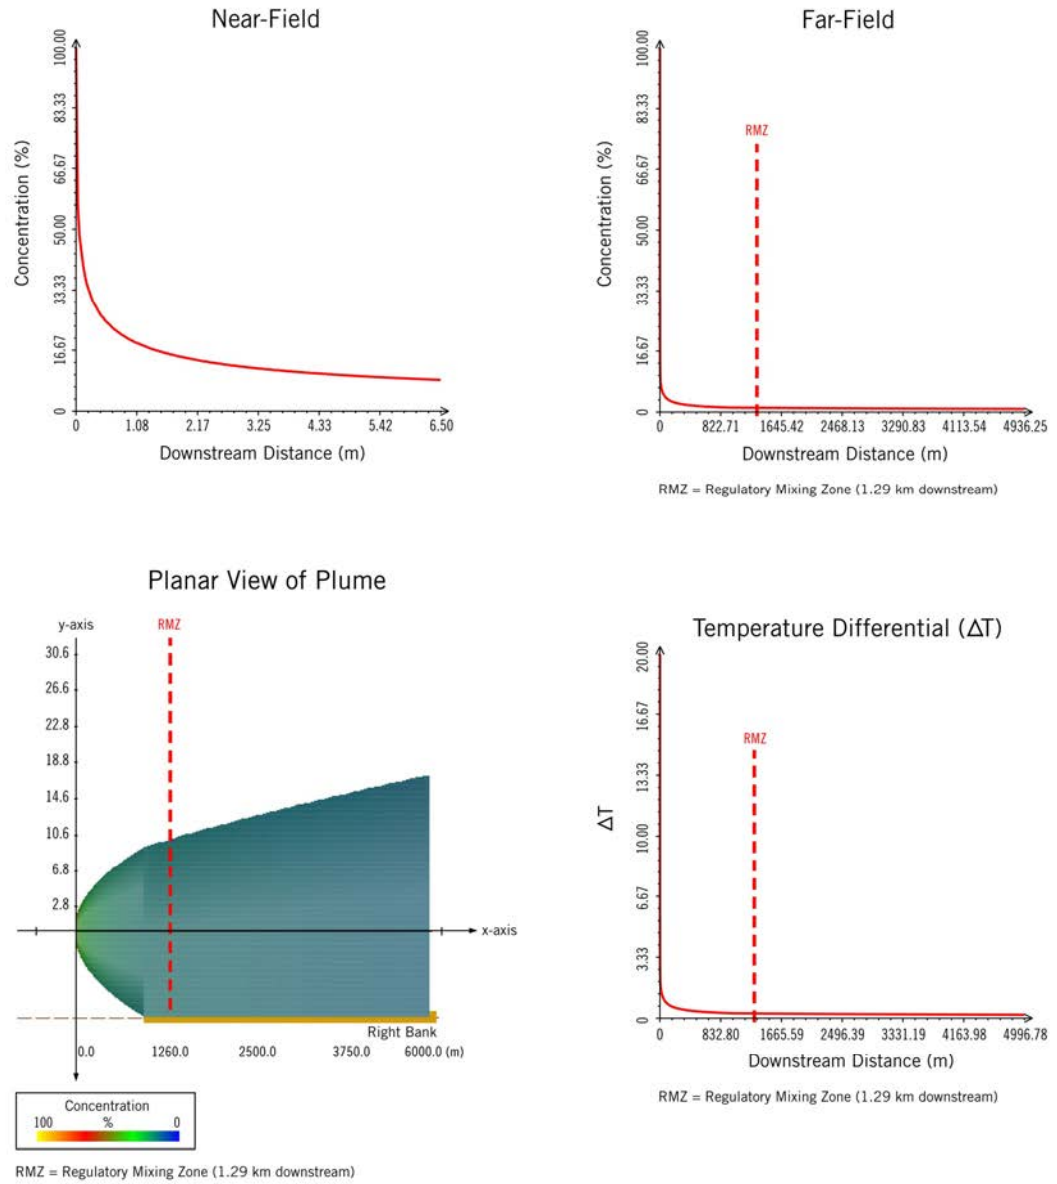 Near-Field
Concentration (%)
100.00
83.33
66.67
50.00
33.33
16.67
0
0 1.08 2.17 3.25 4.33 5.42 6.50
Downstream Distance (m)
Far-Field
Concentration (%)
100.00
83.33
66.67
50.00
33.33
16.67
0
RMZ
0 822.71 1645.42 2468.13 3290.83 4113.54 4936.25
Downstream Distance (m)
RMZ = Regulatory Mixing Zone (1.29 km downstream)
Planar View of Plume
y-axis
RMZ
30.6
26.6
22.8
18.8
14.6
10.6
6.8
2.8
x-axis
Right Bank
0.0 1260.0 2500.0 3750.0 6000.0 (m)
Concentration
100 % 0
RMZ = Regulatory Mixing Zone (1.29 km downstream)
Temperature Differential (ΔT)
ΔT
20.00
16.67
13.33
10.00
6.67
3.33
0
RMZ
0 832.80 1665.59 2496.39 3331.19 4163.98 4996.78
Downstream Distance (m)
RMZ = Regulatory Mixing Zone (1.29 km downstream)